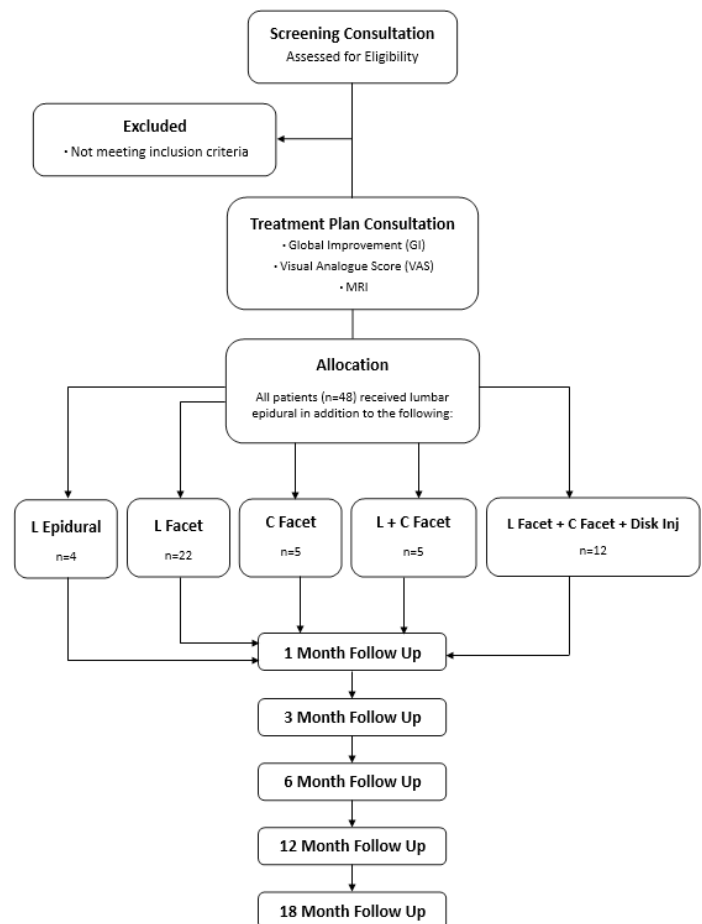 Screening Consultation
Assessed for Eligibility
Excluded
· Not meeting inclusion criteria
Treatment Plan Consultation
· Global Improvement (GI)
· Visual Analogue Score (VAS)
· MRI
Allocation
All patients (n=48) received lumbar
epidural in addition to the following:
L Epidural
n=4
L Facet
n=22
C Facet
n=5
L + C Facet
n=5
L Facet + C Facet + Disk Inj
n=12
1 Month Follow Up
3 Month Follow Up
6 Month Follow Up
12 Month Follow Up
18 Month Follow Up